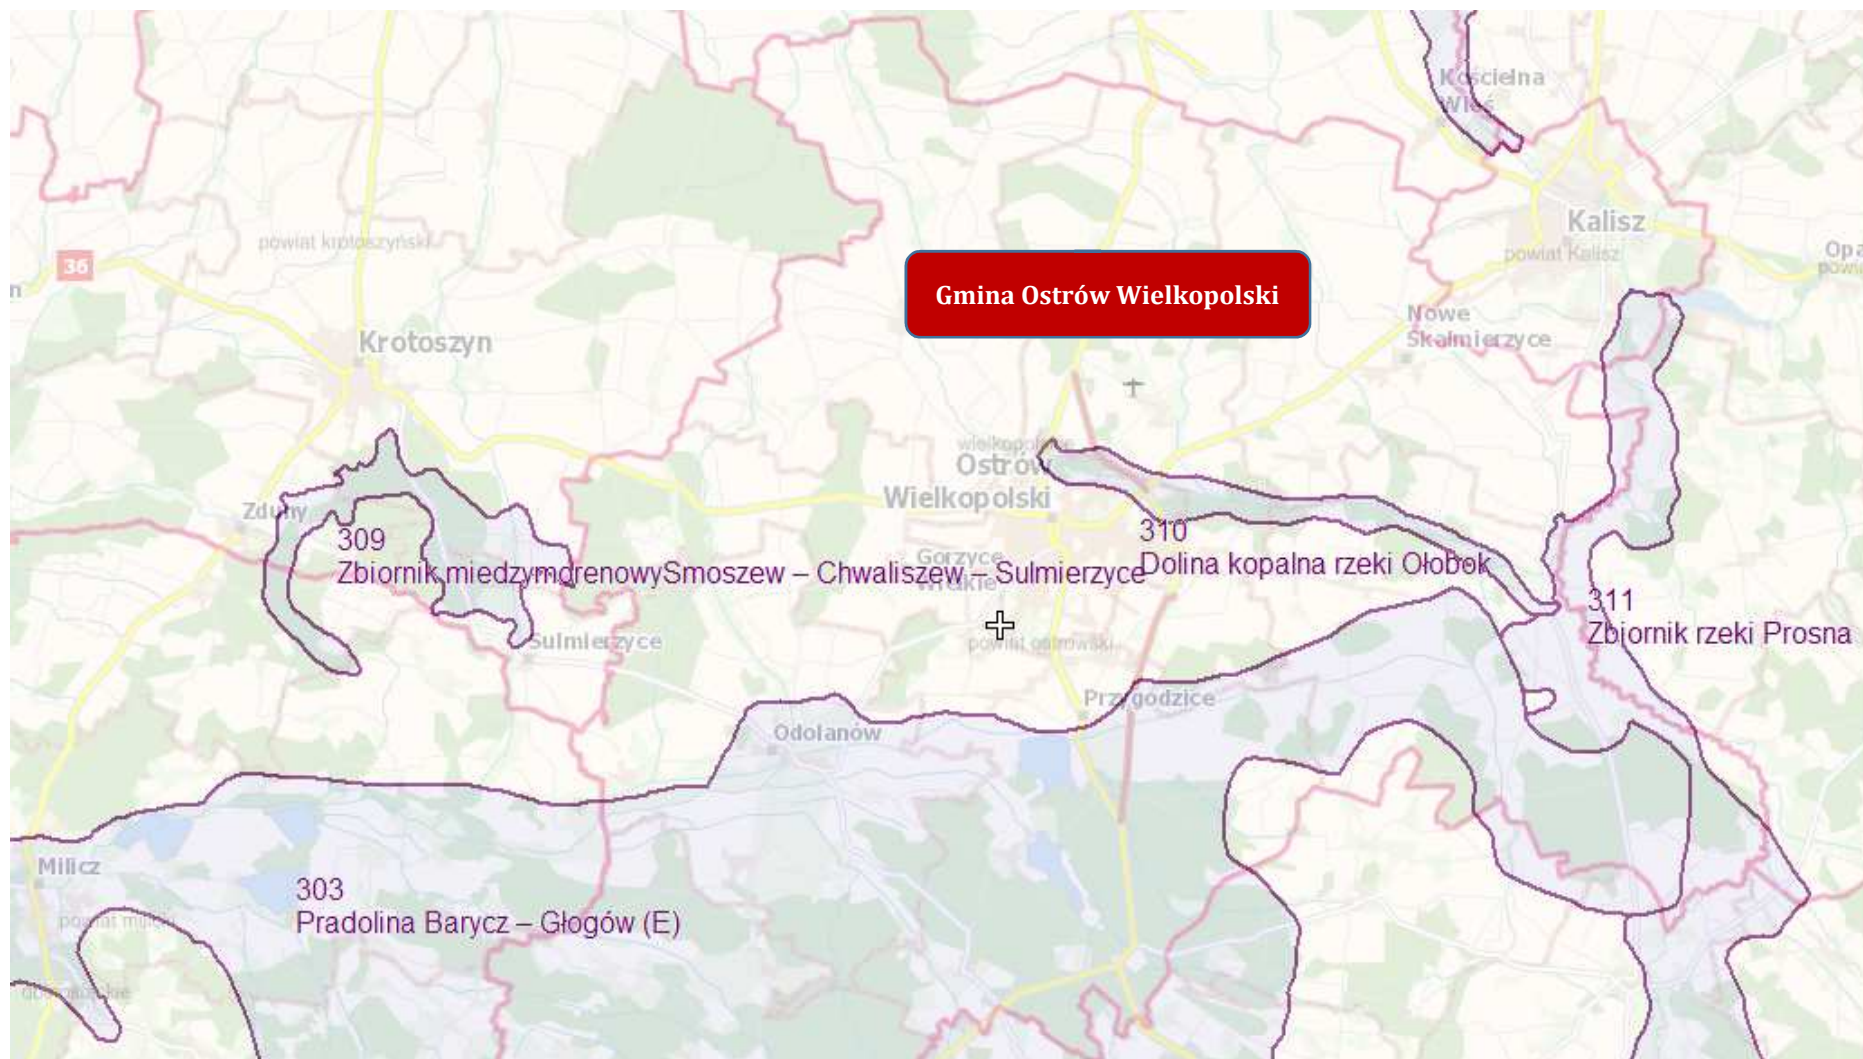 Kościelna
Wieś
Kalisz
powiat Kalisz
powiat krotoszyński
36
n
Gmina Ostrów Wielkopolski
Nowe
Skalmierzyce
Krotoszyn
wielkopolskie
Ostrów
Wielkopolski
Zduny
309
Zbiornik miedzymorenowySmoszew – Chwaliszew – Sulmierzyce
310
Dolina kopalna rzeki Ołobok
Gorzyce
Wielkie
311
Zbiornik rzeki Prosna
Sulmierzyce
powiat ostrowski
Przygodzice
Odolanów
Milicz
303
Pradolina Barycz – Głogów (E)
powiat milicki
dolnośląskie